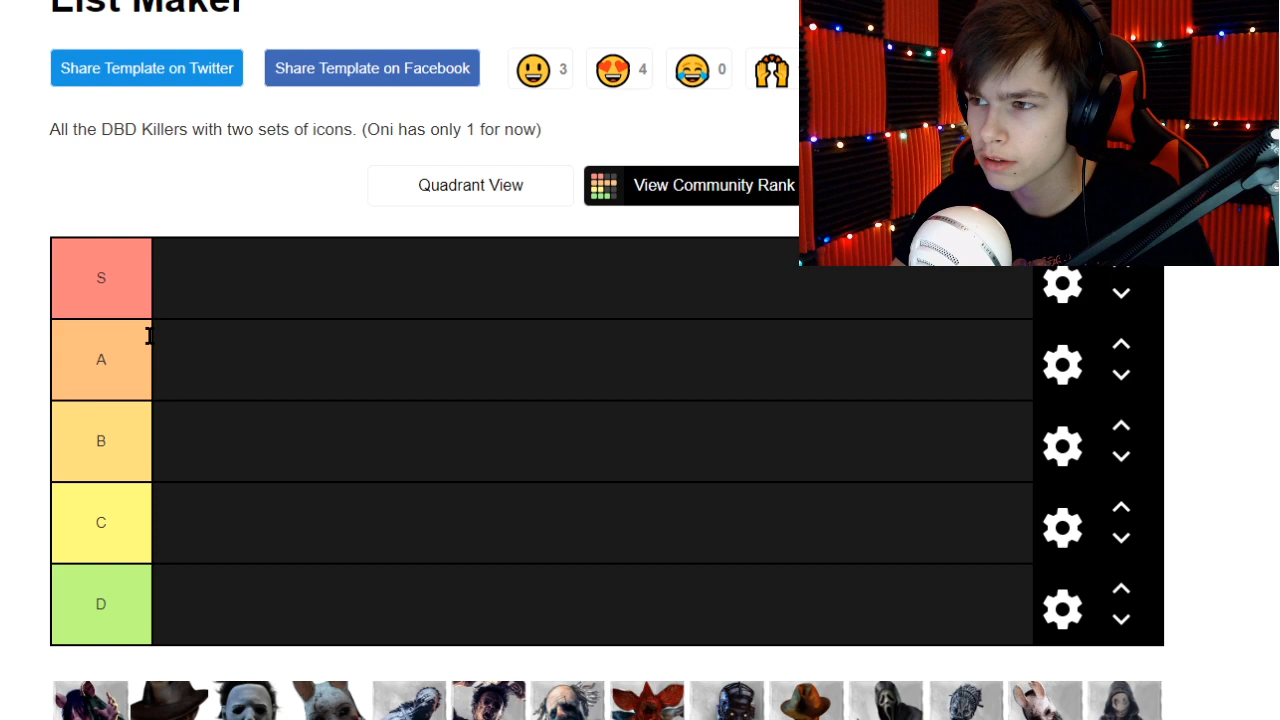 List Maker
Share Template on Twitter
Share Template on Facebook
3
4
0
All the DBD Killers with two sets of icons. (Oni has only 1 for now)
Quadrant View
View Community Rank
S
A
B
C
D